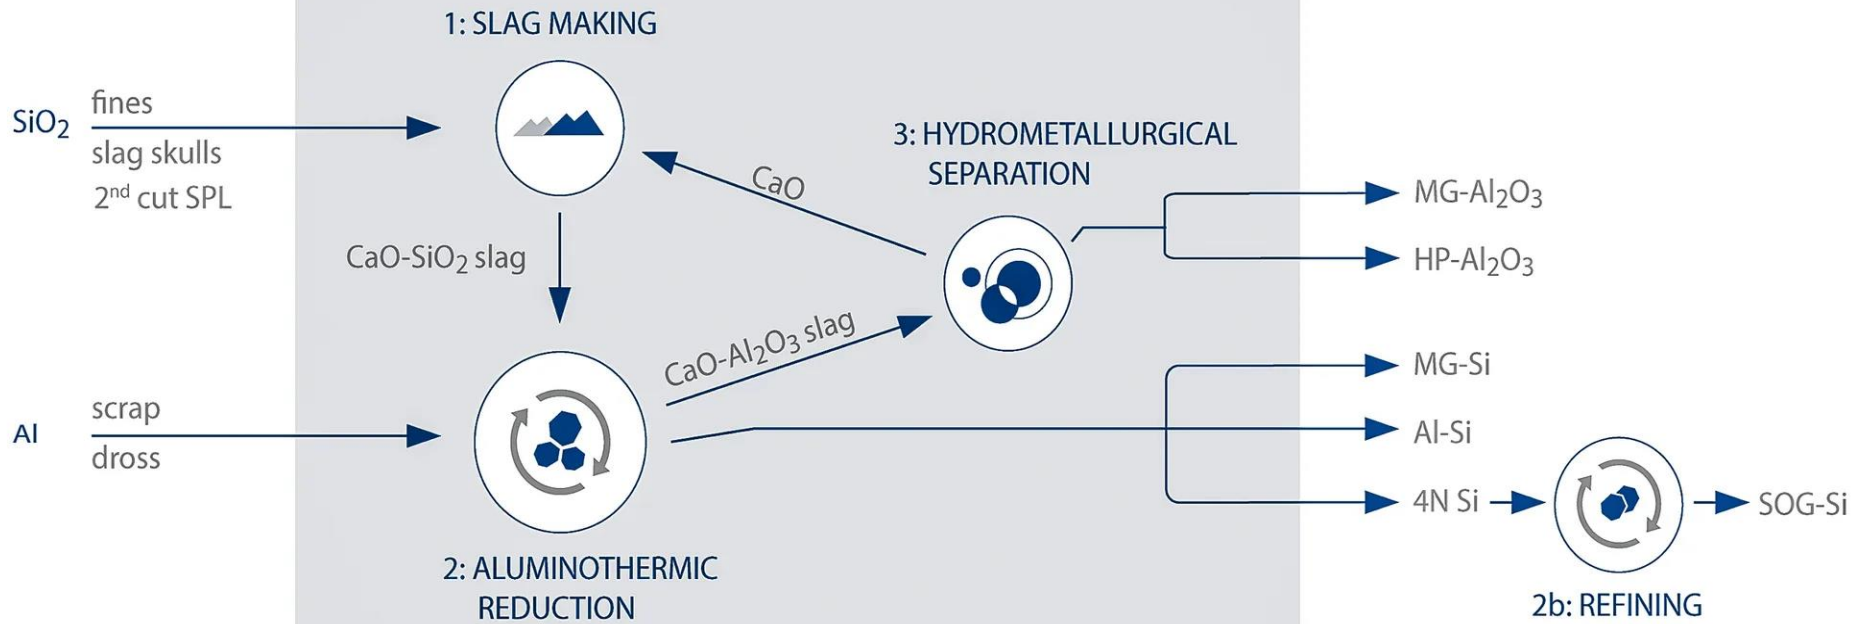 1: SLAG MAKING
SiO₂
fines
slag skulls
2ⁿᵈ cut SPL
3: HYDROMETALLURGICAL
SEPARATION
CaO
MG-Al₂O₃
HP-Al₂O₃
CaO-SiO₂ slag
CaO-Al₂O₃ slag
MG-Si
Al
scrap
dross
Al-Si
4N Si
SOG-Si
2: ALUMINOTHERMIC
REDUCTION
2b: REFINING